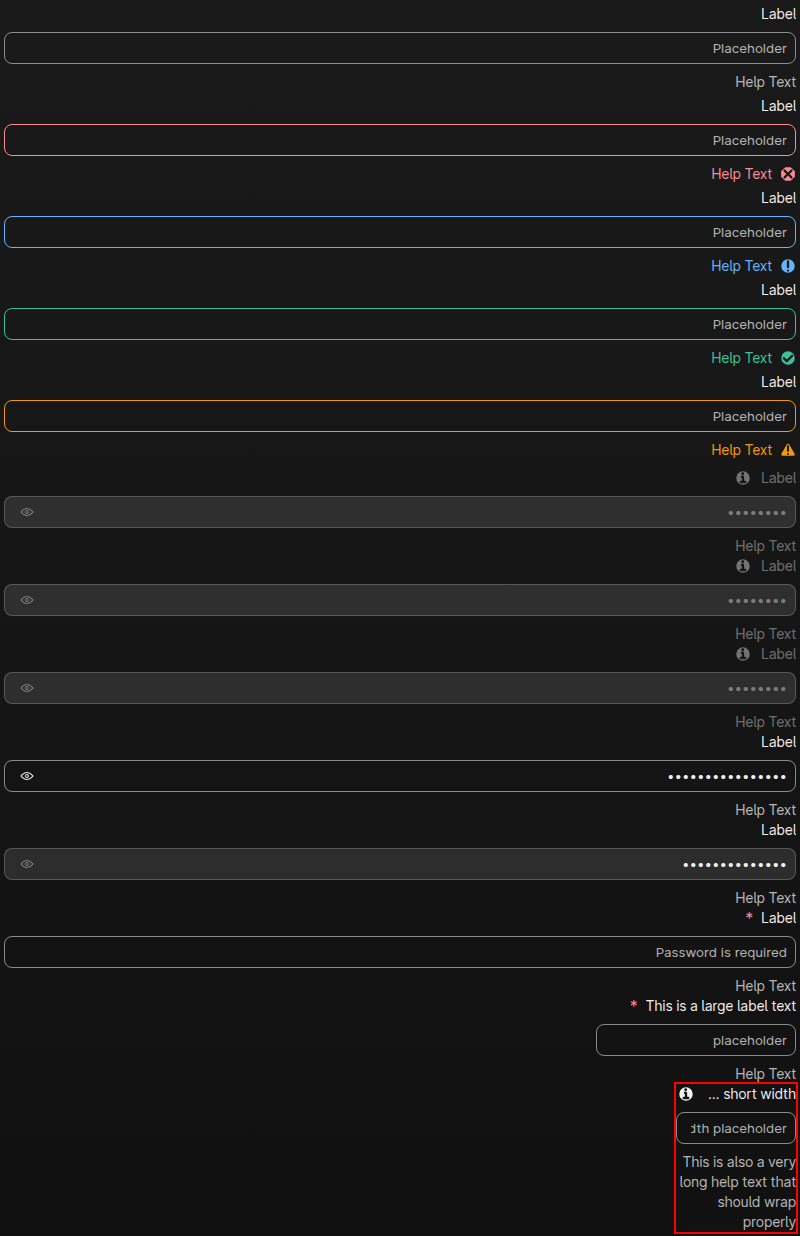 Label
Placeholder
Help Text
Label
Placeholder
Help Text
Label
Placeholder
Help Text
Label
Placeholder
Help Text
Label
Placeholder
Help Text
Label
••••••••
Help Text
Label
••••••••
Help Text
Label
••••••••
Help Text
Label
••••••••••••••••
Help Text
Label
••••••••••••••
Help Text
* Label
Password is required
Help Text
* This is a large label text
placeholder
Help Text
... short width
placeholder
This is also a very
long help text that
should wrap
properly